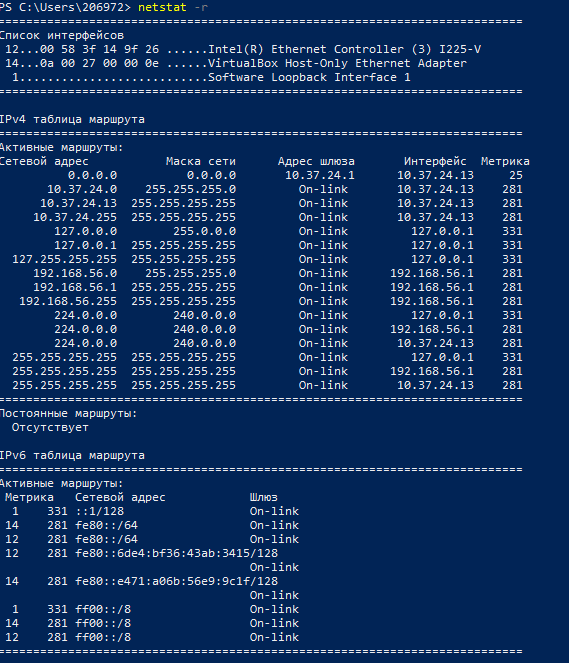 PS C:\Users\206972> netstat -r
===========================================================================
Список интерфейсов
 12...00 58 3f 14 9f 26 ......Intel(R) Ethernet Controller (3) I225-V
 14...0a 00 27 00 00 0e ......VirtualBox Host-Only Ethernet Adapter
  1...........................Software Loopback Interface 1
===========================================================================
IPv4 таблица маршрута
===========================================================================
Активные маршруты:
Сетевой адрес           Маска сети      Адрес шлюза       Интерфейс  Метрика
          0.0.0.0          0.0.0.0       10.37.24.1      10.37.24.13     25
       10.37.24.0    255.255.255.0         On-link       10.37.24.13    281
      10.37.24.13  255.255.255.255         On-link       10.37.24.13    281
     10.37.24.255  255.255.255.255         On-link       10.37.24.13    281
        127.0.0.0        255.0.0.0         On-link         127.0.0.1    331
        127.0.0.1  255.255.255.255         On-link         127.0.0.1    331
  127.255.255.255  255.255.255.255         On-link         127.0.0.1    331
     192.168.56.0    255.255.255.0         On-link      192.168.56.1    281
     192.168.56.1  255.255.255.255         On-link      192.168.56.1    281
   192.168.56.255  255.255.255.255         On-link      192.168.56.1    281
        224.0.0.0        240.0.0.0         On-link         127.0.0.1    331
        224.0.0.0        240.0.0.0         On-link      192.168.56.1    281
        224.0.0.0        240.0.0.0         On-link       10.37.24.13    281
  255.255.255.255  255.255.255.255         On-link         127.0.0.1    331
  255.255.255.255  255.255.255.255         On-link      192.168.56.1    281
  255.255.255.255  255.255.255.255         On-link       10.37.24.13    281
===========================================================================
Постоянные маршруты:
  Отсутствует
IPv6 таблица маршрута
===========================================================================
Активные маршруты:
 Метрика   Сетевой адрес            Шлюз
  1    331 ::1/128                  On-link
 14    281 fe80::/64                On-link
 12    281 fe80::/64                On-link
 12    281 fe80::6de4:bf36:43ab:3415/128
                                    On-link
 14    281 fe80::e471:a06b:56e9:9c1f/128
                                    On-link
  1    331 ff00::/8                 On-link
 14    281 ff00::/8                 On-link
 12    281 ff00::/8                 On-link
===========================================================================